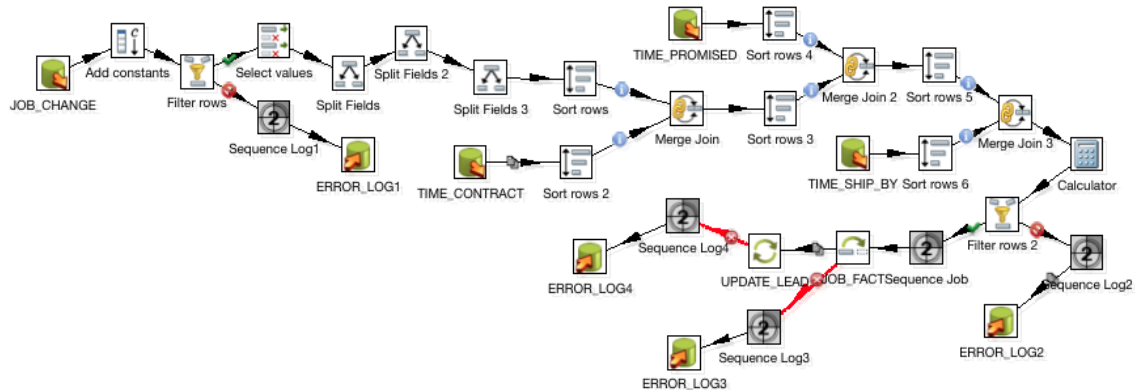 JOB_CHANGE
Add constants
Filter rows
Select values
Sequence Log1
ERROR_LOG1
Split Fields
Split Fields 2
Split Fields 3
Sort rows
TIME_CONTRACT
Sort rows 2
Merge Join
TIME_PROMISED
Sort rows 4
Sort rows 3
Merge Join 2
Sort rows 5
TIME_SHIP_BY
Sort rows 6
Merge Join 3
Calculator
Filter rows 2
Sequence Log2
ERROR_LOG2
Sequence Job
JOB_FACT
UPDATE_LEAD
Sequence Log4
ERROR_LOG4
Sequence Log3
ERROR_LOG3